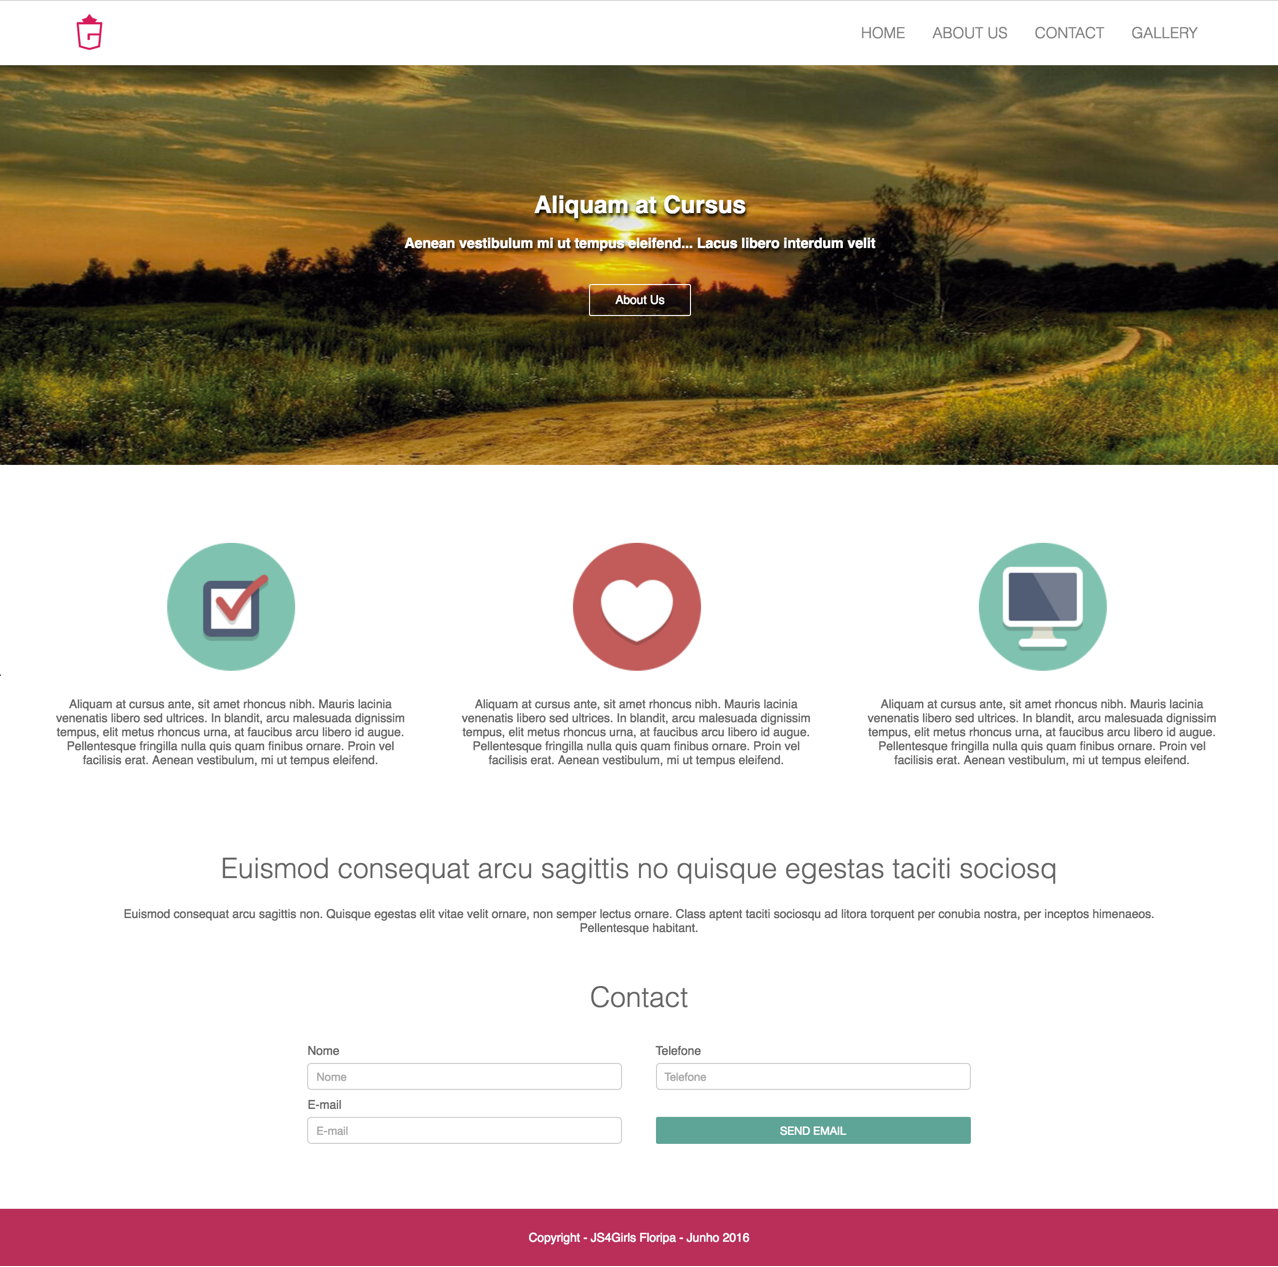 G
HOME ABOUT US CONTACT GALLERY
Aliquam at Cursus
Aenean vestibulum mi ut tempus eleifend... Lacus libero interdum velit
About Us
Aliquam at cursus ante, sit amet rhoncus nibh. Mauris lacinia
venenatis libero sed ultrices. In blandit, arcu malesuada dignissim
tempus, elit metus rhoncus urna, at faucibus arcu libero id augue.
Pellentesque fringilla nulla quis quam finibus ornare. Proin vel
facilisis erat. Aenean vestibulum, mi ut tempus eleifend.
Aliquam at cursus ante, sit amet rhoncus nibh. Mauris lacinia
venenatis libero sed ultrices. In blandit, arcu malesuada dignissim
tempus, elit metus rhoncus urna, at faucibus arcu libero id augue.
Pellentesque fringilla nulla quis quam finibus ornare. Proin vel
facilisis erat. Aenean vestibulum, mi ut tempus eleifend.
Aliquam at cursus ante, sit amet rhoncus nibh. Mauris lacinia
venenatis libero sed ultrices. In blandit, arcu malesuada dignissim
tempus, elit metus rhoncus urna, at faucibus arcu libero id augue.
Pellentesque fringilla nulla quis quam finibus ornare. Proin vel
facilisis erat. Aenean vestibulum, mi ut tempus eleifend.
Euismod consequat arcu sagittis no quisque egestas taciti sociosq
Euismod consequat arcu sagittis non. Quisque egestas elit vitae velit ornare, non semper lectus ornare. Class aptent taciti sociosqu ad litora torquent per conubia nostra, per inceptos himenaeos.
Pellentesque habitant.
Contact
Nome
Nome
Telefone
Telefone
E-mail
E-mail
SEND EMAIL
Copyright - JS4Girls Floripa - Junho 2016